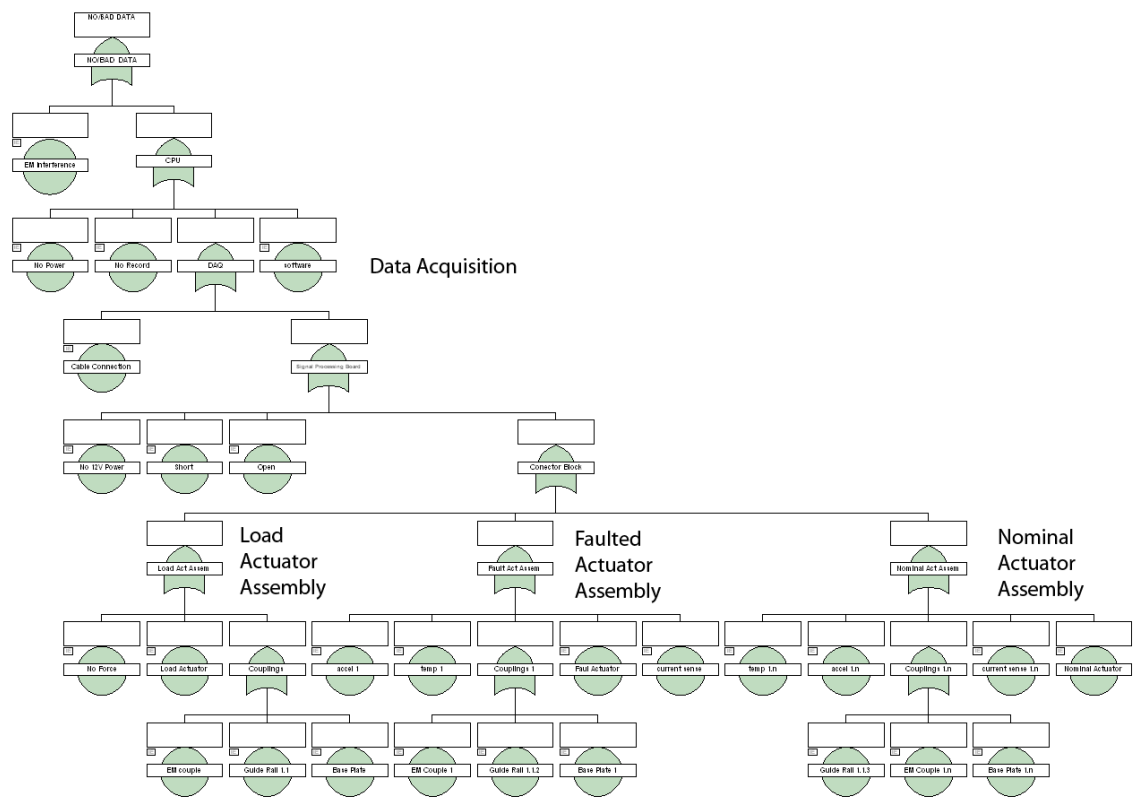 NO/BAD DATA
NO/BAD DATA
EM Interference
CPU
No Power
No Record
DAQ
software
Data Acquisition
Cable Connection
Signal Processing Board
No 12V Power
Short
Open
Conector Block
Load
Actuator
Assembly
Faulted
Actuator
Assembly
Nominal
Actuator
Assembly
Load Act Assem
Fault Act Assem
Nominal Act Assem
No Force
Load Actuator
Couplings
accel 1
temp 1
Couplings 1
Faul Actuator
current sense
temp 1.n
accel 1.n
Couplings 1.n
current sense 1.n
Nominal Actuator
EM couple
Guide Rail 1.1
Base Plate
EM Couple 1
Guide Rail 1.1.2
Base Plate 1
Guide Rail 1.1.3
EM Couple 1.n
Base Plate 1.n